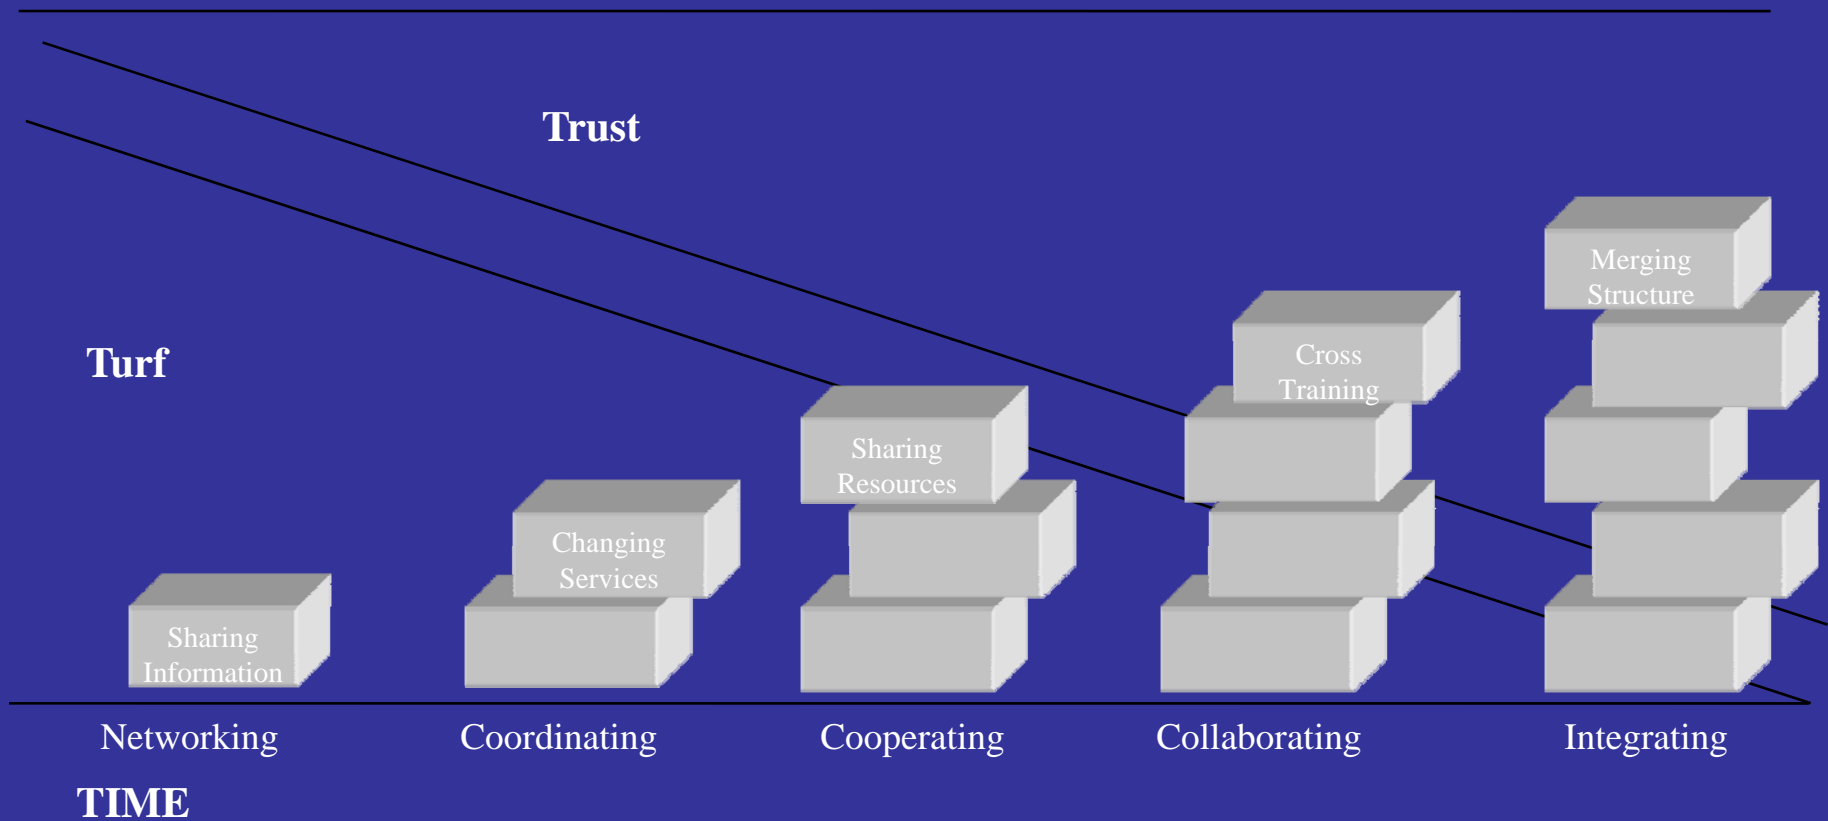 Trust
Turf
Merging
Structure
Cross
Training
Sharing
Resources
Changing
Services
Sharing
Information
Networking
Coordinating
Cooperating
Collaborating
Integrating
TIME